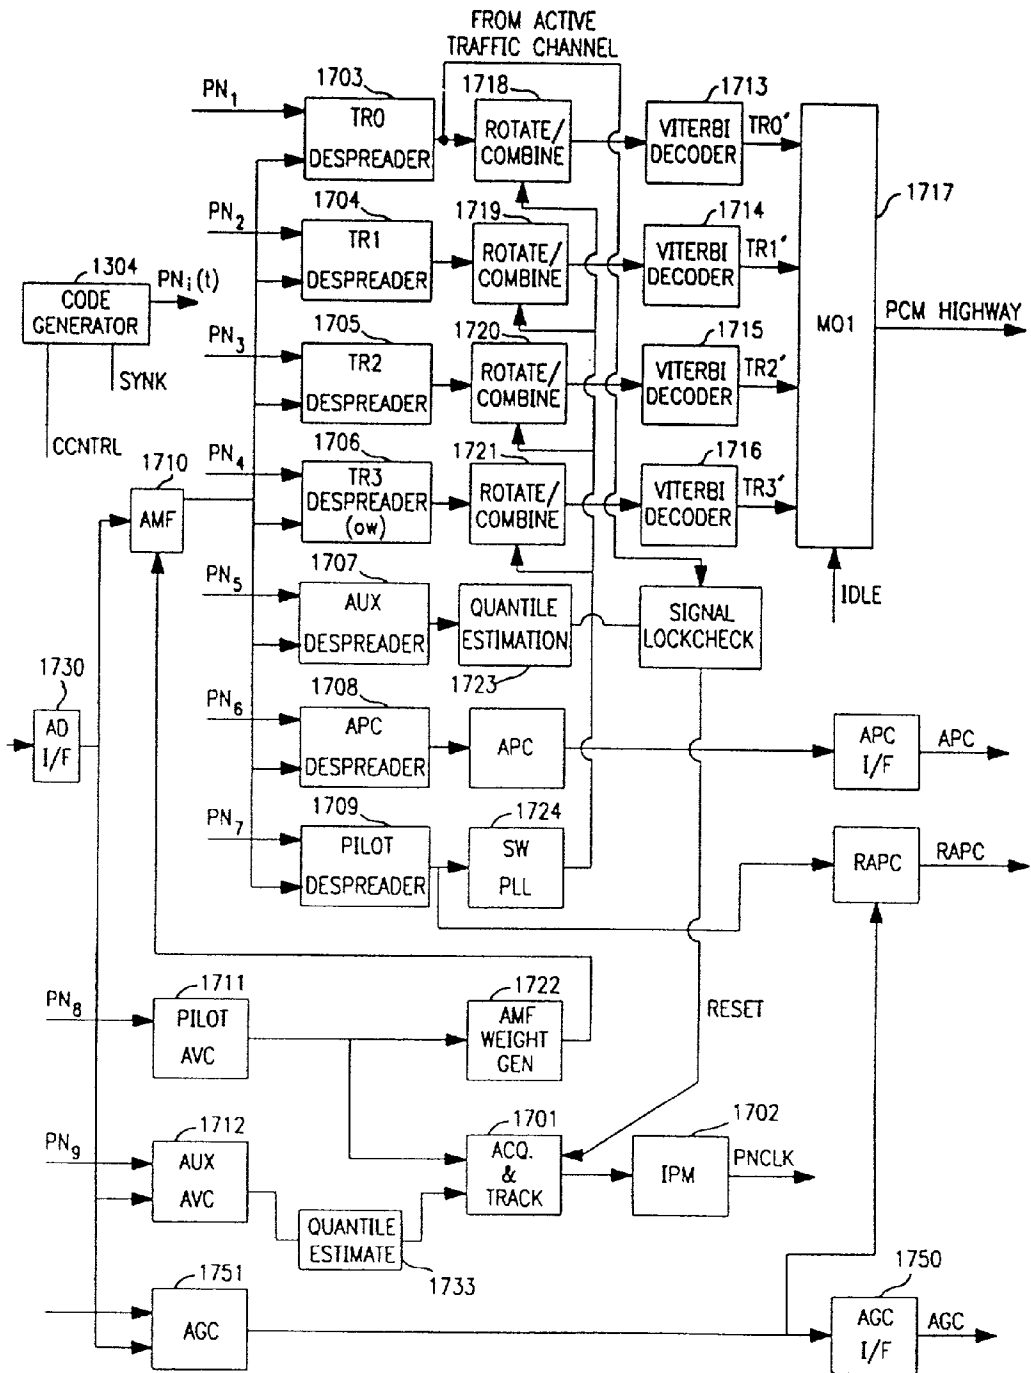 FROM ACTIVE
TRAFFIC CHANNEL
1703
1718
1713
PN1
TR0
DESPREADER
ROTATE/
COMBINE
VITERBI
DECODER
TR0'
1717
1704
1719
1714
PN2
TR1
DESPREADER
ROTATE/
COMBINE
VITERBI
DECODER
TR1'
1304
CODE
GENERATOR
PNi(t)
SYNK
CCNTRL
MO1
PCM HIGHWAY
1705
1720
1715
PN3
TR2
DESPREADER
ROTATE/
COMBINE
VITERBI
DECODER
TR2'
1706
1721
1716
PN4
TR3
DESPREADER
(OW)
ROTATE/
COMBINE
VITERBI
DECODER
TR3'
1710
AMF
IDLE
1707
PN5
AUX
DESPREADER
QUANTILE
ESTIMATION
1723
SIGNAL
LOCKCHECK
1730
AD
I/F
1708
PN6
APC
DESPREADER
APC
APC
I/F
APC
1709
1724
PN7
PILOT
DESPREADER
SW
PLL
RAPC
RAPC
1711
1722
PN8
PILOT
AVC
AMF
WEIGHT
GEN
RESET
1712
1701
1702
PN9
AUX
AVC
ACQ.
&
TRACK
IPM
PNCLK
QUANTILE
ESTIMATE
1733
1751
AGC
1750
AGC
I/F
AGC